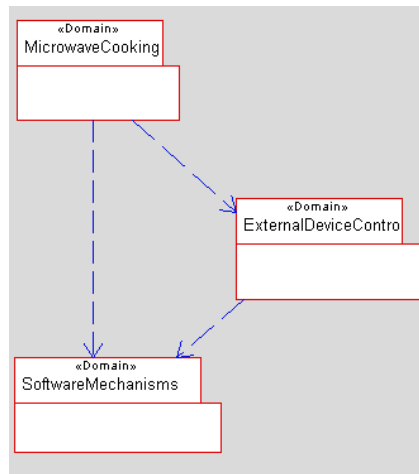 «Domain»
MicrowaveCooking
«Domain»
ExternalDeviceContro
«Domain»
SoftwareMechanisms